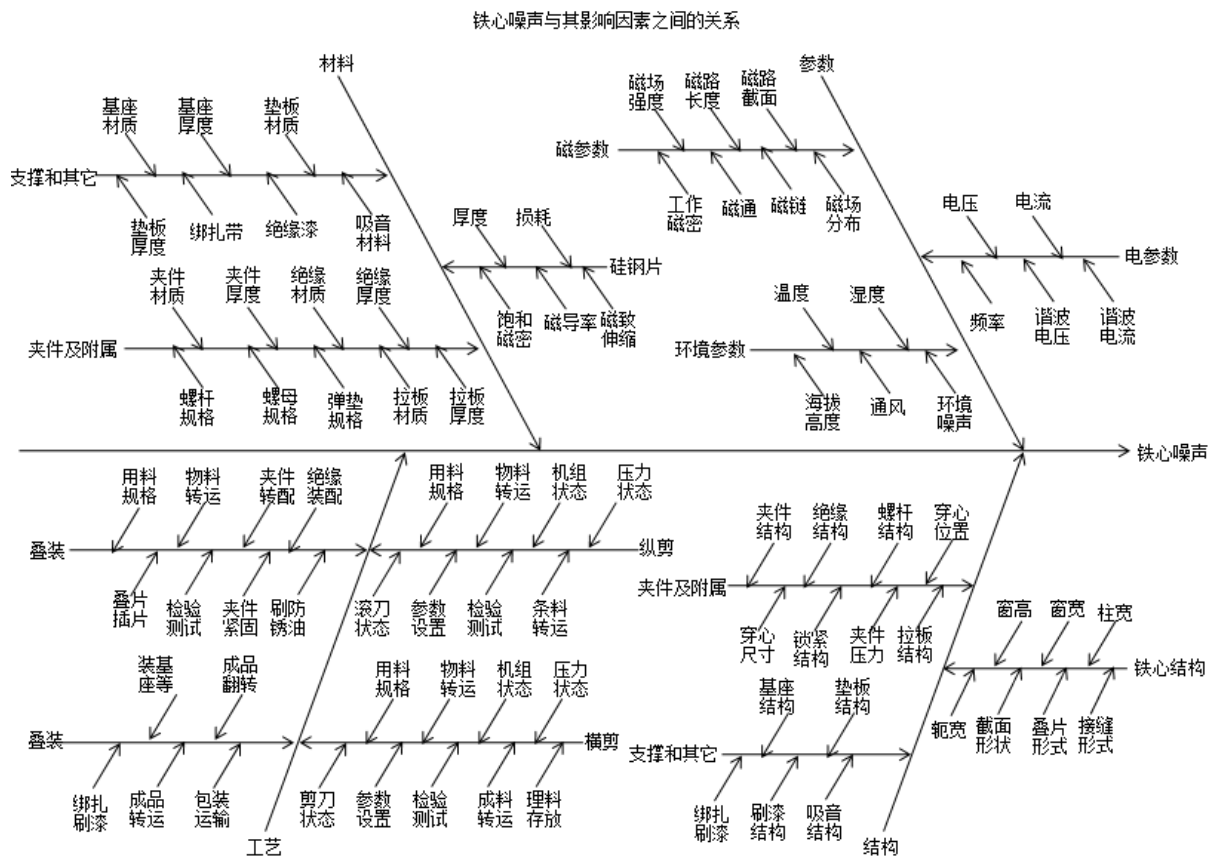 铁心噪声与其影响因素之间的关系
材料
参数
基座
材质
基座
厚度
垫板
材质
支撑和其它
垫板
厚度
绑扎带
绝缘漆
吸音
材料
厚度
损耗
硅钢片
饱和
磁密
磁导率
磁致
伸缩
夹件
材质
夹件
厚度
绝缘
材质
绝缘
厚度
夹件及附属
螺杆
规格
螺母
规格
弹垫
规格
拉板
材质
拉板
厚度
磁场
强度
磁路
长度
磁路
截面
磁参数
工作
磁密
磁通
磁链
磁场
分布
电压
电流
电参数
频率
谐波
电压
谐波
电流
温度
湿度
环境参数
海拔
高度
通风
环境
噪声
铁心噪声
用料
规格
物料
转运
夹件
转配
绝缘
装配
叠装
叠片
插片
检验
测试
夹件
紧固
刷防
锈油
用料
规格
物料
转运
机组
状态
压力
状态
纵剪
滚刀
状态
参数
设置
检验
测试
条料
转运
装基
座等
成品
翻转
叠装
绑扎
刷漆
成品
转运
包装
运输
用料
规格
物料
转运
机组
状态
压力
状态
横剪
剪刀
状态
参数
设置
检验
测试
成料
转运
理料
存放
工艺
夹件
结构
绝缘
结构
螺杆
结构
穿心
位置
夹件及附属
穿心
尺寸
锁紧
结构
夹件
压力
拉板
结构
窗高
窗宽
柱宽
铁心结构
轭宽
截面
形状
叠片
形式
接缝
形式
基座
结构
垫板
结构
支撑和其它
绑扎
刷漆
刷漆
结构
吸音
结构
结构